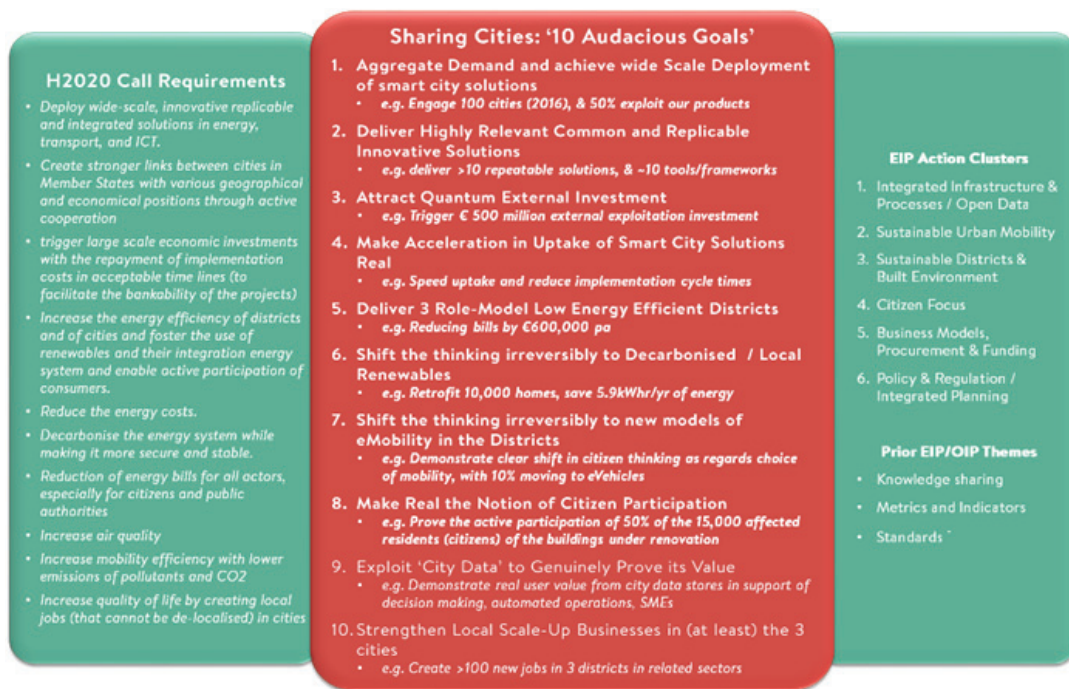 H2020 Call Requirements
• Deploy wide-scale, innovative replicable
and integrated solutions in energy,
transport, and ICT.
• Create stronger links between cities in
Member States with various geographical
and economical positions through active
cooperation
• trigger large scale economic investments
with the repayment of implementation
costs in acceptable time lines (to
facilitate the bankability of the projects)
• Increase the energy efficiency of districts
and of cities and foster the use of
renewables and their integration energy
system and enable active participation of
consumers.
• Reduce the energy costs.
• Decarbonise the energy system while
making it more secure and stable.
• Reduction of energy bills for all actors,
especially for citizens and public
authorities
• Increase air quality
• Increase mobility efficiency with lower
emissions of pollutants and CO2
• Increase quality of life by creating local
jobs (that cannot be de-localised) in cities
Sharing Cities: ‘10 Audacious Goals’
1. Aggregate Demand and achieve wide Scale Deployment
of smart city solutions
• e.g. Engage 100 cities (2016), & 50% exploit our products
2. Deliver Highly Relevant Common and Replicable
Innovative Solutions
• e.g. deliver >10 repeatable solutions, & ~10 tools/frameworks
3. Attract Quantum External Investment
• e.g. Trigger € 500 million external exploitation investment
4. Make Acceleration in Uptake of Smart City Solutions
Real
• e.g. Speed uptake and reduce implementation cycle times
5. Deliver 3 Role-Model Low Energy Efficient Districts
• e.g. Reducing bills by €600,000 pa
6. Shift the thinking irreversibly to Decarbonised / Local
Renewables
• e.g. Retrofit 10,000 homes, save 5.9kWhr/yr of energy
7. Shift the thinking irreversibly to new models of
eMobility in the Districts
• e.g. Demonstrate clear shift in citizen thinking as regards choice
of mobility, with 10% moving to eVehicles
8. Make Real the Notion of Citizen Participation
• e.g. Prove the active participation of 50% of the 15,000 affected
residents (citizens) of the buildings under renovation
9. Exploit ‘City Data’ to Genuinely Prove its Value
• e.g. Demonstrate real user value from city data stores in support of
decision making, automated operations, SMEs
10. Strengthen Local Scale-Up Businesses in (at least) the 3
cities
• e.g. Create >100 new jobs in 3 districts in related sectors
EIP Action Clusters
1. Integrated Infrastructure &
Processes / Open Data
2. Sustainable Urban Mobility
3. Sustainable Districts &
Built Environment
4. Citizen Focus
5. Business Models,
Procurement & Funding
6. Policy & Regulation /
Integrated Planning
Prior EIP/OIP Themes
• Knowledge sharing
• Metrics and Indicators
• Standards